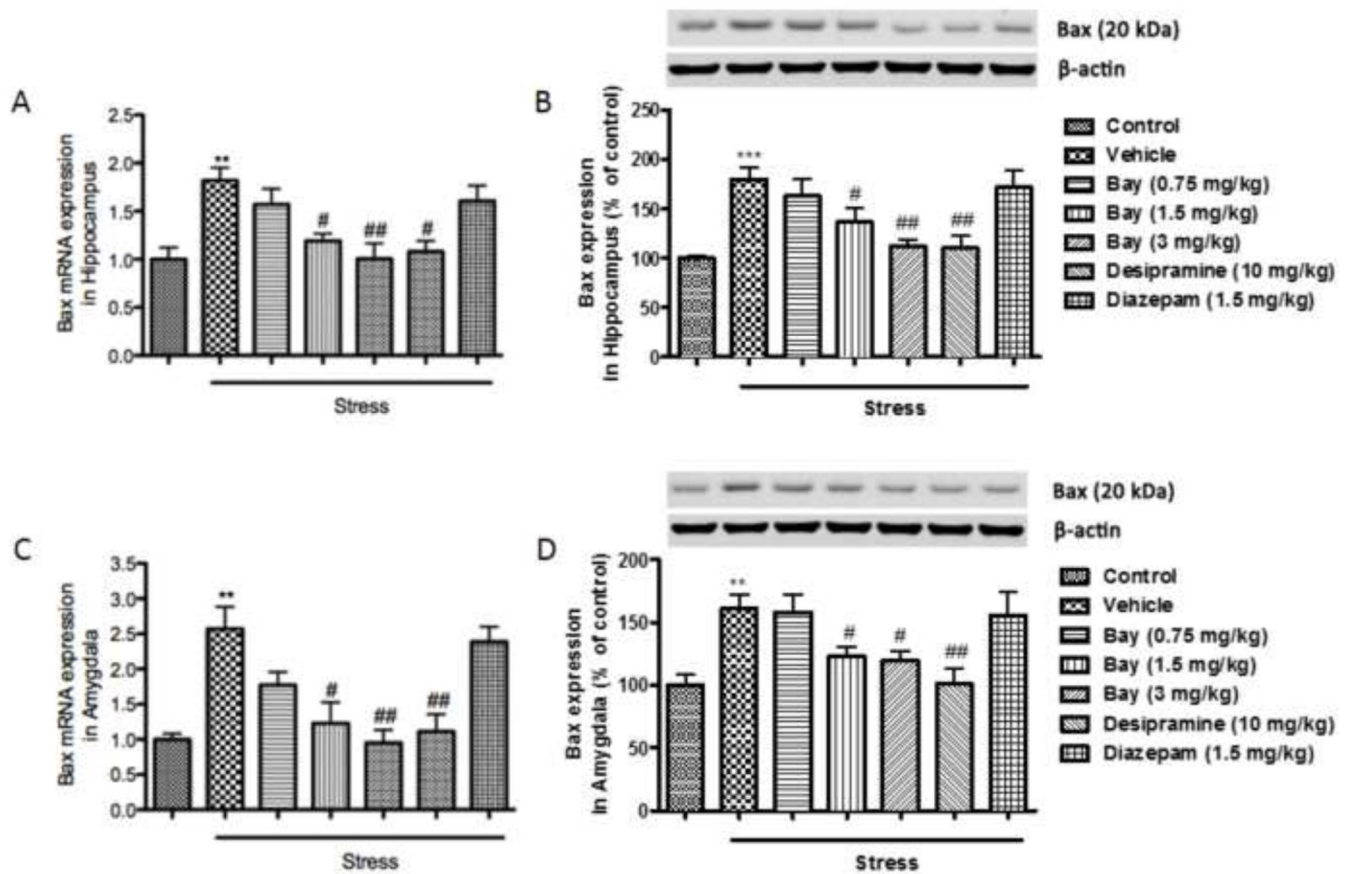 A
Bax mRNA expression
in Hippocampus
2.5
2.0
1.5
1.0
0.5
0.0
**
#
##
#
Stress
Bax (20 kDa)
β-actin
B
Bax expression
In Hippocampus (% of control)
250
200
150
100
50
0
***
#
##
##
Stress
Control
Vehicle
Bay (0.75 mg/kg)
Bay (1.5 mg/kg)
Bay (3 mg/kg)
Desipramine (10 mg/kg)
Diazepam (1.5 mg/kg)
C
Bax mRNA expression
in Amygdala
3.5
3.0
2.5
2.0
1.5
1.0
0.5
0.0
**
#
##
##
Stress
Bax (20 kDa)
β-actin
D
Bax expression
In Amygdala (% of control)
200
150
100
50
0
**
#
#
##
Stress
Control
Vehicle
Bay (0.75 mg/kg)
Bay (1.5 mg/kg)
Bay (3 mg/kg)
Desipramine (10 mg/kg)
Diazepam (1.5 mg/kg)